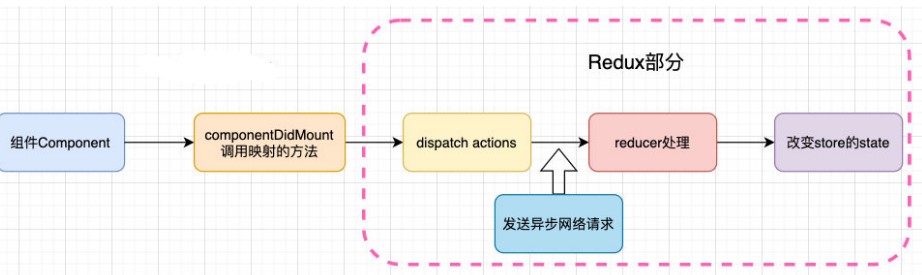 Redux部分
组件Component
componentDidMount
调用映射的方法
dispatch actions
reducer处理
改变store的state
发送异步网络请求